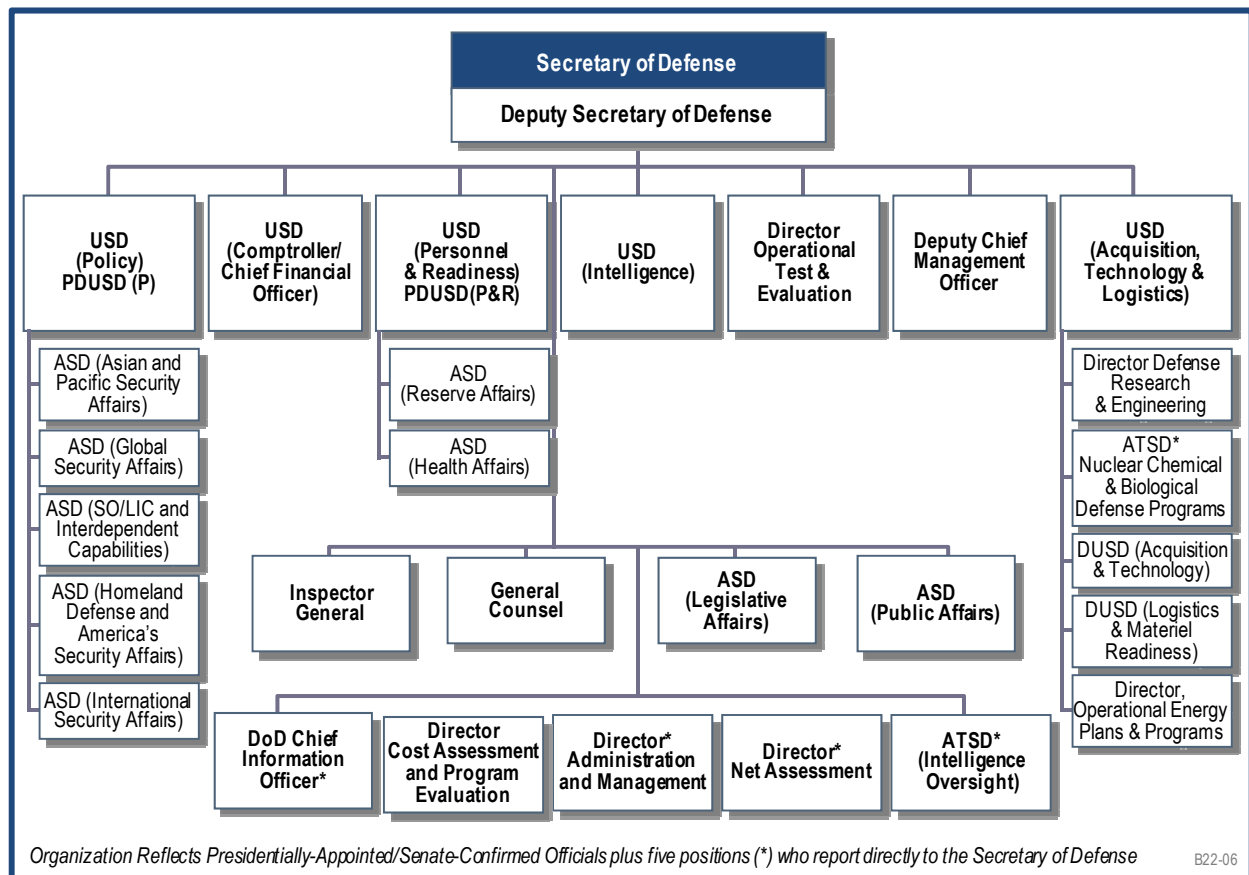 Secretary of Defense
Deputy Secretary of Defense
USD
(Policy)
PDUSD (P)
USD
(Comptroller/
Chief Financial
Officer)
USD
(Personnel
& Readiness)
PDUSD(P&R)
USD
(Intelligence)
Director
Operational
Test &
Evaluation
Deputy Chief
Management
Officer
USD
(Acquisition,
Technology &
Logistics)
ASD (Asian and
Pacific Security
Affairs)
ASD (Global
Security Affairs)
ASD (SO/LIC and
Interdependent
Capabilities)
ASD (Homeland
Defense and
America's
Security Affairs)
ASD (International
Security Affairs)
ASD
(Reserve Affairs)
ASD
(Health Affairs)
Director Defense
Research
& Engineering
ATSD*
Nuclear Chemical
& Biological
Defense Programs
DUSD (Acquisition
& Technology)
DUSD (Logistics
& Materiel
Readiness)
Director,
Operational Energy
Plans & Programs
Inspector
General
General
Counsel
ASD
(Legislative
Affairs)
ASD
(Public Affairs)
DoD Chief
Information
Officer*
Director
Cost Assessment
and Program
Evaluation
Director*
Administration
and Management
Director*
Net Assessment
ATSD*
(Intelligence
Oversight)
Organization Reflects Presidentially-Appointed/Senate-Confirmed Officials plus five positions (*) who report directly to the Secretary of Defense
B22-06